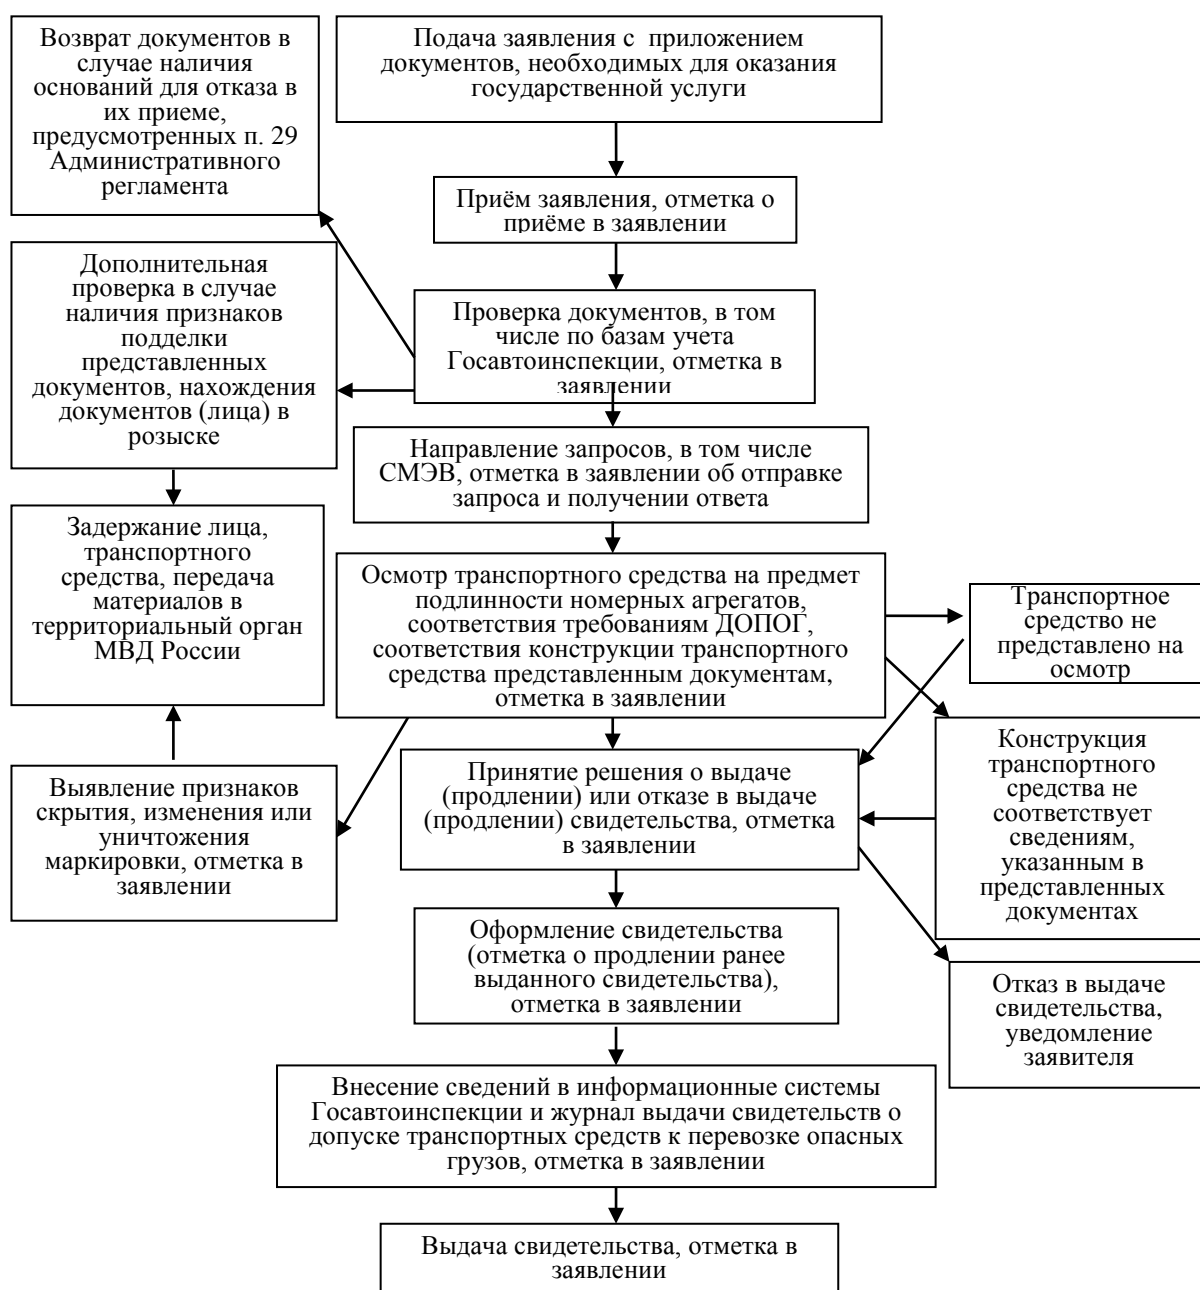 Возврат документов в
случае наличия
оснований для отказа в
их приеме,
предусмотренных п. 29
Административного
регламента
Подача заявления с приложением
документов, необходимых для оказания
государственной услуги
Приём заявления, отметка о
приёме в заявлении
Дополнительная
проверка в случае
наличия признаков
подделки
представленных
документов, нахождения
документов (лица) в
розыске
Проверка документов, в том
числе по базам учета
Госавтоинспекции, отметка в
заявлении
Направление запросов, в том числе
СМЭВ, отметка в заявлении об отправке
запроса и получении ответа
Задержание лица,
транспортного
средства, передача
материалов в
территориальный орган
МВД России
Осмотр транспортного средства на предмет
подлинности номерных агрегатов,
соответствия требованиям ДОПОГ,
соответствия конструкции транспортного
средства представленным документам,
отметка в заявлении
Транспортное
средство не
представлено на
осмотр
Выявление признаков
скрытия, изменения или
уничтожения
маркировки, отметка в
заявлении
Принятие решения о выдаче
(продлении) или отказе в выдаче
(продлении) свидетельства, отметка
в заявлении
Конструкция
транспортного
средства не
соответствует
сведениям,
указанным в
представленных
документах
Оформление свидетельства
(отметка о продлении ранее
выданного свидетельства),
отметка в заявлении
Отказ в выдаче
свидетельства,
уведомление
заявителя
Внесение сведений в информационные системы
Госавтоинспекции и журнал выдачи свидетельств о
допуске транспортных средств к перевозке опасных
грузов, отметка в заявлении
Выдача свидетельства, отметка в
заявлении